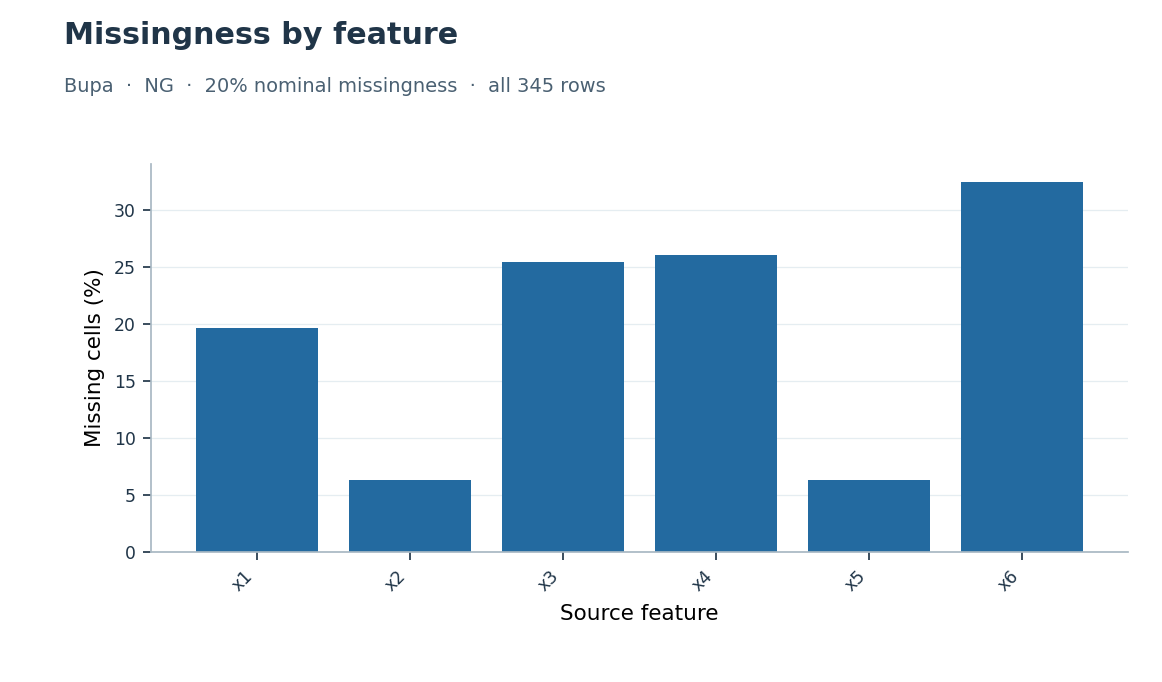 Missingness by feature
Bupa · NG · 20% nominal missingness · all 345 rows
Missing cells (%)
30
25
20
15
10
5
0
x1 x2 x3 x4 x5 x6
Source feature